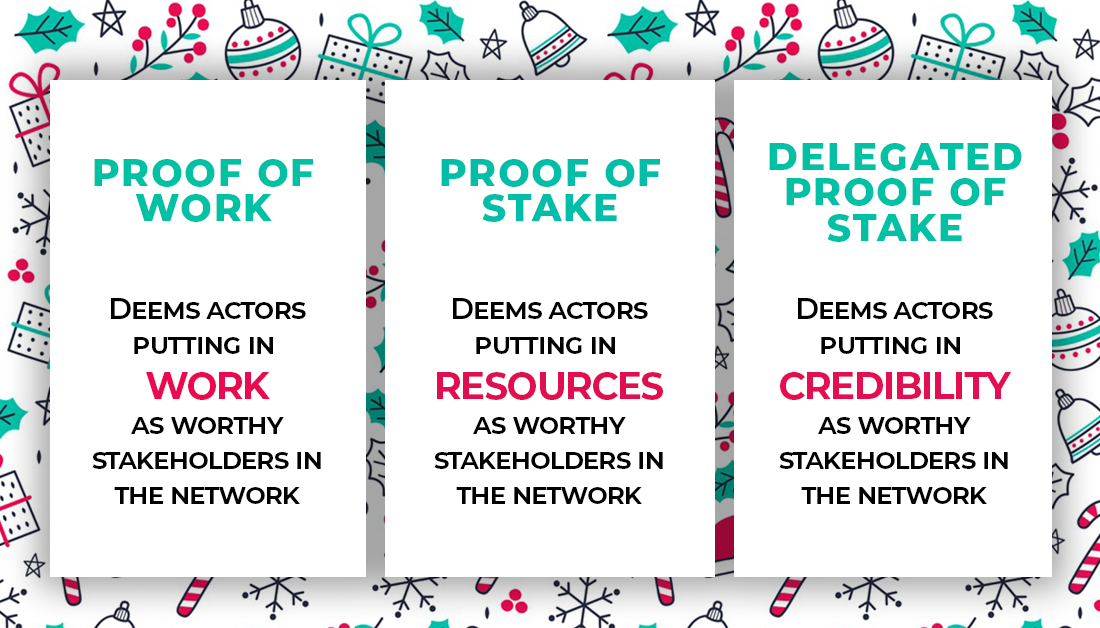 PROOF OF
WORK
DEEMS ACTORS
PUTTING IN
WORK
AS WORTHY
STAKEHOLDERS IN
THE NETWORK
PROOF OF
STAKE
DEEMS ACTORS
PUTTING IN
RESOURCES
AS WORTHY
STAKEHOLDERS IN
THE NETWORK
DELEGATED
PROOF OF
STAKE
DEEMS ACTORS
PUTTING IN
CREDIBILITY
AS WORTHY
STAKEHOLDERS IN
THE NETWORK